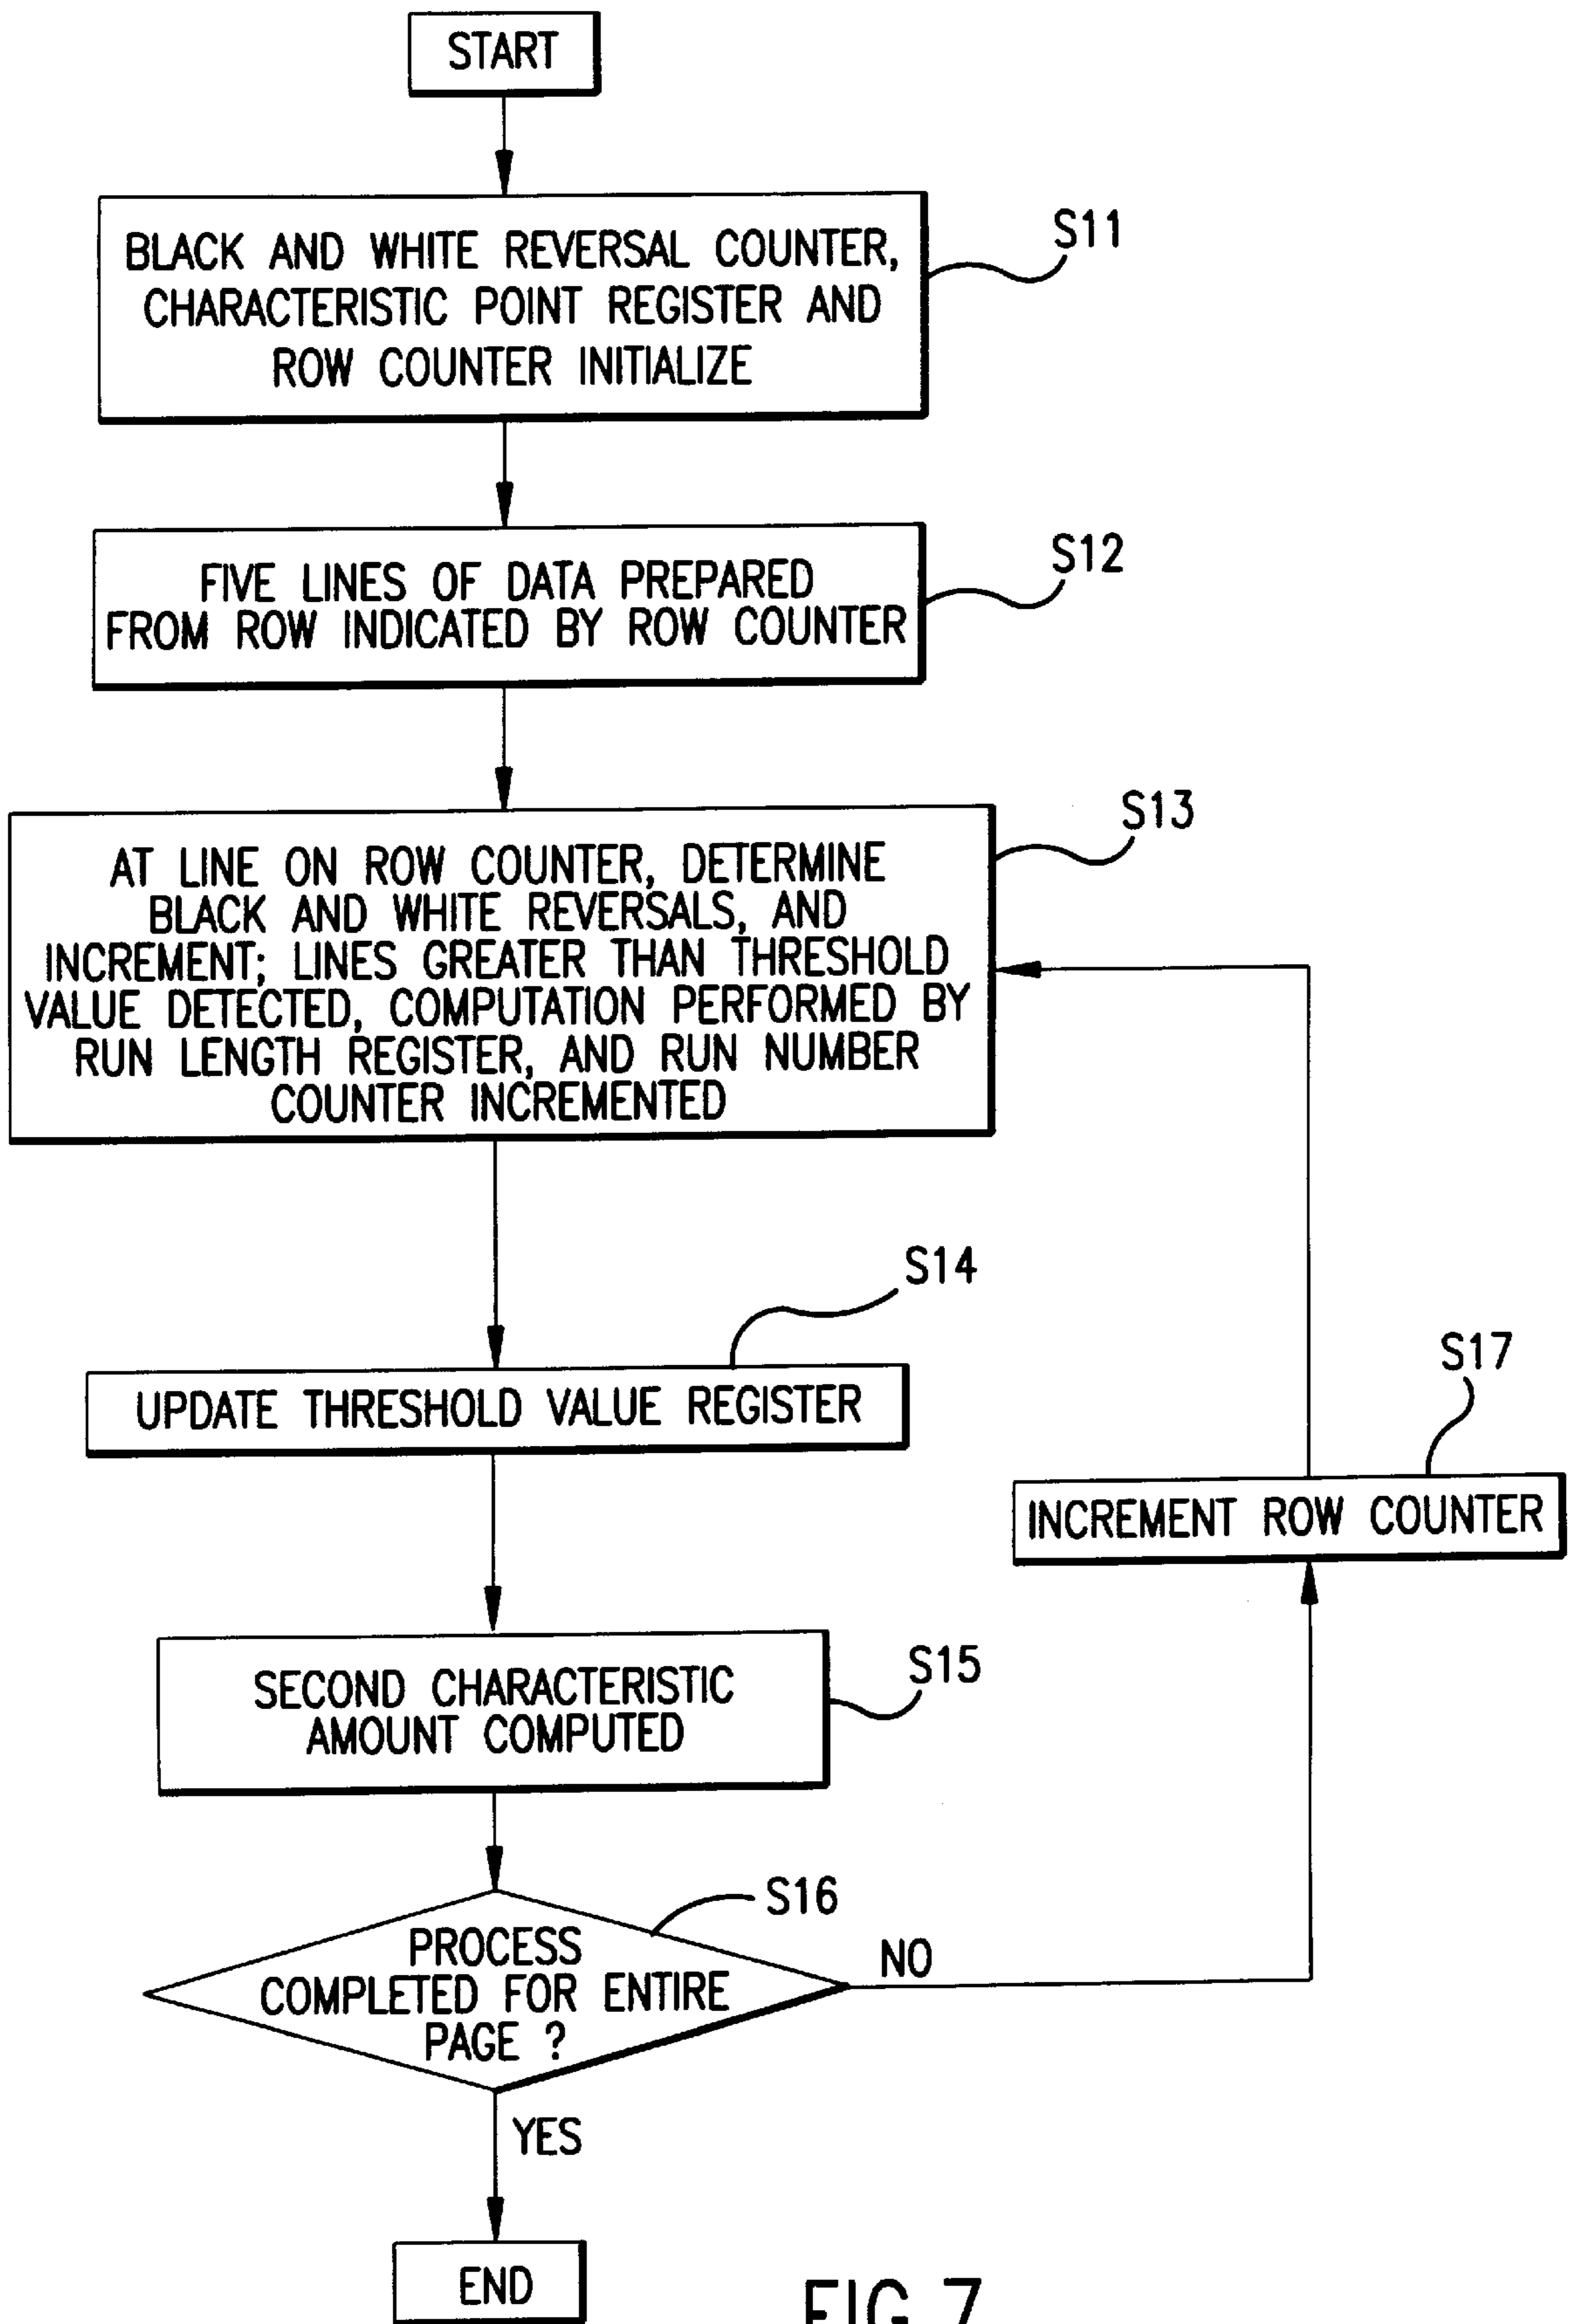 START
BLACK AND WHITE REVERSAL COUNTER,
CHARACTERISTIC POINT REGISTER AND
ROW COUNTER INITIALIZE
S11
FIVE LINES OF DATA PREPARED
FROM ROW INDICATED BY ROW COUNTER
S12
AT LINE ON ROW COUNTER, DETERMINE
BLACK AND WHITE REVERSALS, AND
INCREMENT; LINES GREATER THAN THRESHOLD
VALUE DETECTED, COMPUTATION PERFORMED BY
RUN LENGTH REGISTER, AND RUN NUMBER
COUNTER INCREMENTED
S13
UPDATE THRESHOLD VALUE REGISTER
S14
INCREMENT ROW COUNTER
S17
SECOND CHARACTERISTIC
AMOUNT COMPUTED
S15
PROCESS
COMPLETED FOR ENTIRE
PAGE ?
S16
NO
YES
END
FIG.7